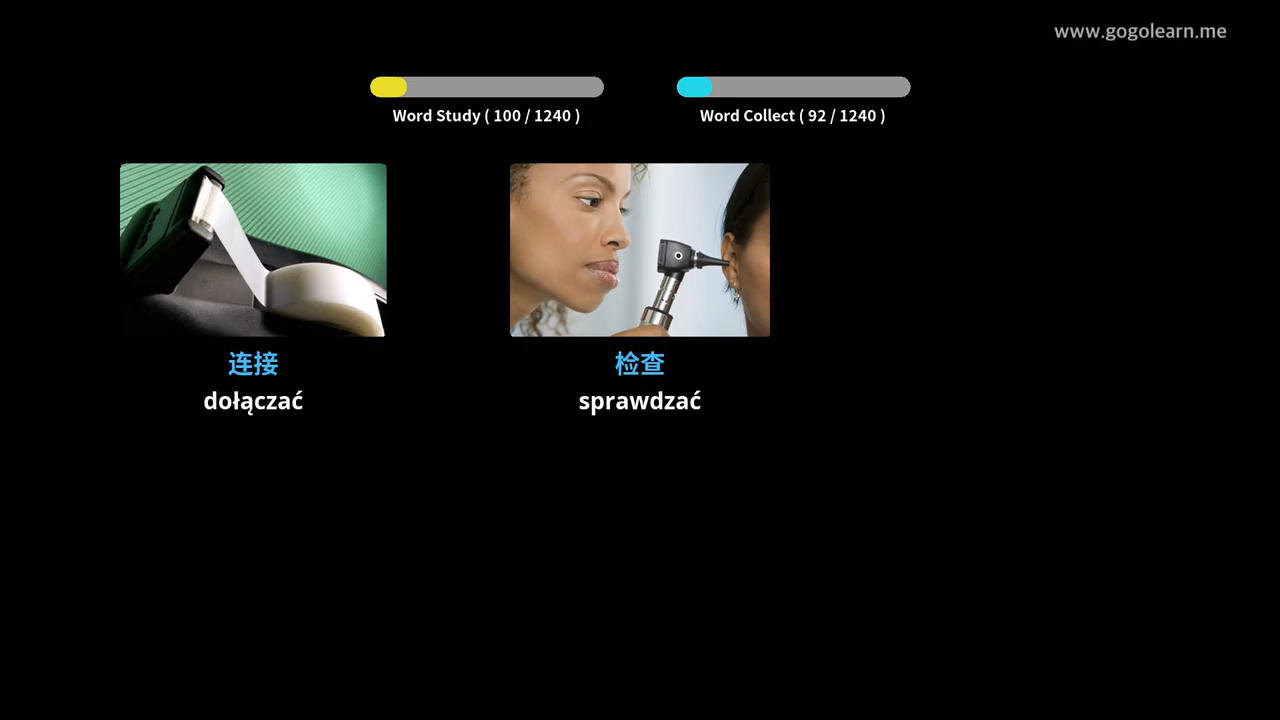 www.gogolearn.me
Word Study ( 100 / 1240 )
Word Collect ( 92 / 1240 )
连接
dołączać
检查
sprawdzać